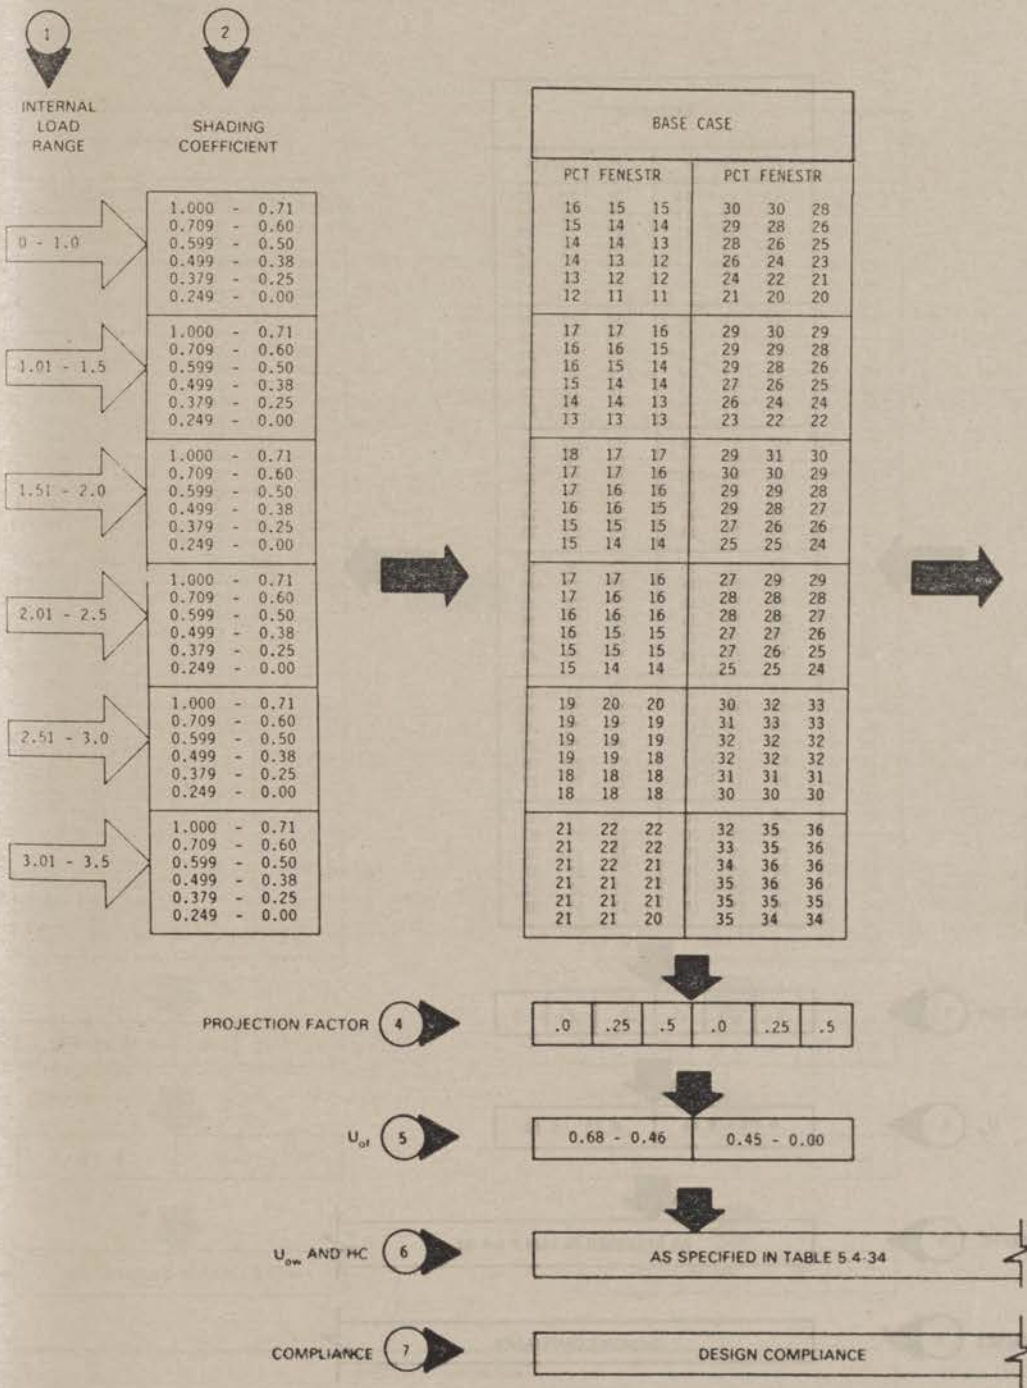 1 2
INTERNAL
LOAD
RANGE
SHADING
COEFFICIENT
BASE CASE
PCT FENESTR PCT FENESTR
0 - 1.0
1.000 - 0.71 16 15 15 30 30 28
0.709 - 0.60 15 14 14 29 28 26
0.599 - 0.50 14 14 13 28 26 25
0.499 - 0.38 14 13 12 26 24 23
0.379 - 0.25 13 12 12 24 22 21
0.249 - 0.00 12 11 11 21 20 20
1.01 - 1.5
1.000 - 0.71 17 17 16 29 30 29
0.709 - 0.60 16 16 15 29 29 28
0.599 - 0.50 16 15 14 29 28 26
0.499 - 0.38 15 14 14 27 26 25
0.379 - 0.25 14 14 13 26 24 24
0.249 - 0.00 13 13 13 23 22 22
1.51 - 2.0
1.000 - 0.71 18 17 17 29 31 30
0.709 - 0.60 17 17 16 30 30 29
0.599 - 0.50 17 16 16 29 29 28
0.499 - 0.38 16 16 15 29 28 27
0.379 - 0.25 15 15 15 27 26 26
0.249 - 0.00 15 14 14 25 25 24
2.01 - 2.5
1.000 - 0.71 17 17 16 27 29 29
0.709 - 0.60 17 16 16 28 28 28
0.599 - 0.50 16 16 16 28 28 27
0.499 - 0.38 16 15 15 27 27 26
0.379 - 0.25 15 15 15 27 26 25
0.249 - 0.00 15 14 14 25 25 24
2.51 - 3.0
1.000 - 0.71 19 20 20 30 32 33
0.709 - 0.60 19 19 19 31 33 33
0.599 - 0.50 19 19 19 32 32 32
0.499 - 0.38 19 19 18 32 32 32
0.379 - 0.25 18 18 18 31 31 31
0.249 - 0.00 18 18 18 30 30 30
3.01 - 3.5
1.000 - 0.71 21 22 22 32 35 36
0.709 - 0.60 21 22 22 33 35 36
0.599 - 0.50 21 22 21 34 36 36
0.499 - 0.38 21 21 21 35 36 36
0.379 - 0.25 21 21 21 35 35 35
0.249 - 0.00 21 21 20 35 34 34
PROJECTION FACTOR 4 .0 .25 .5 .0 .25 .5
Uof 5 0.68 - 0.46 0.45 - 0.00
Uow AND HC 6 AS SPECIFIED IN TABLE 5.4-34
COMPLIANCE 7 DESIGN COMPLIANCE